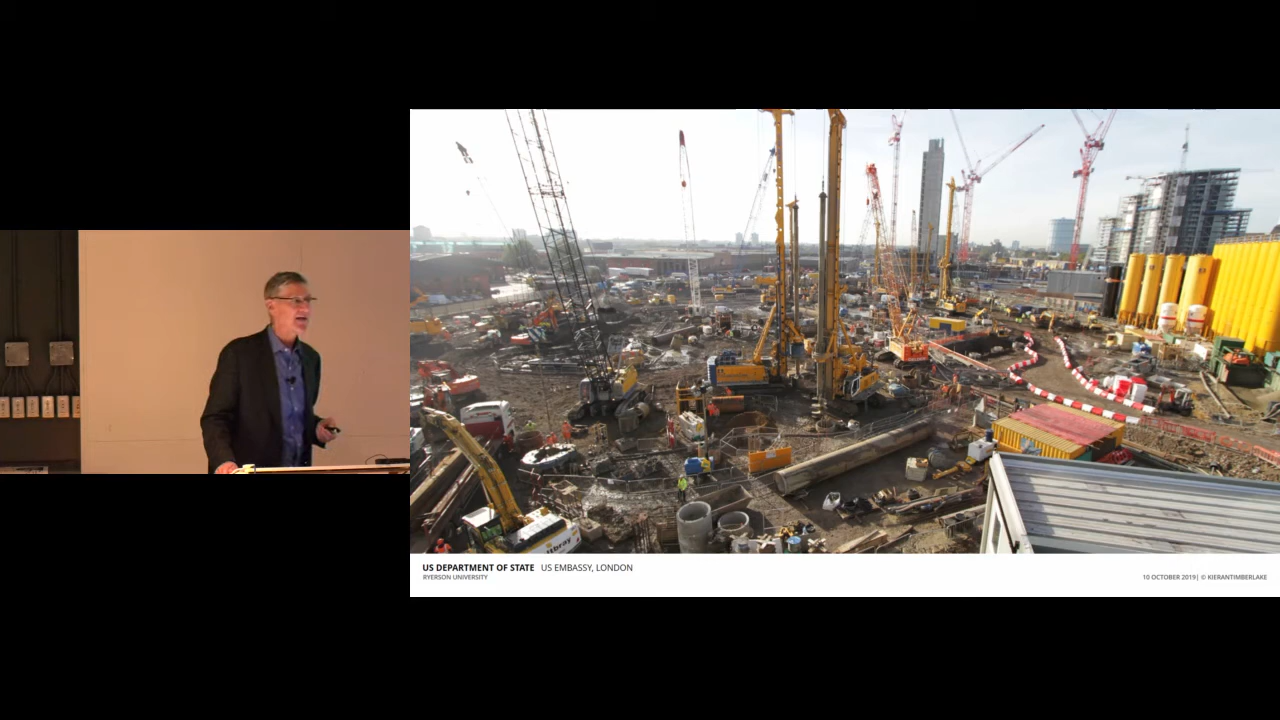 US DEPARTMENT OF STATE US EMBASSY, LONDON
RYERSON UNIVERSITY
10 OCTOBER 2019| © KIERANTIMBERLAKE